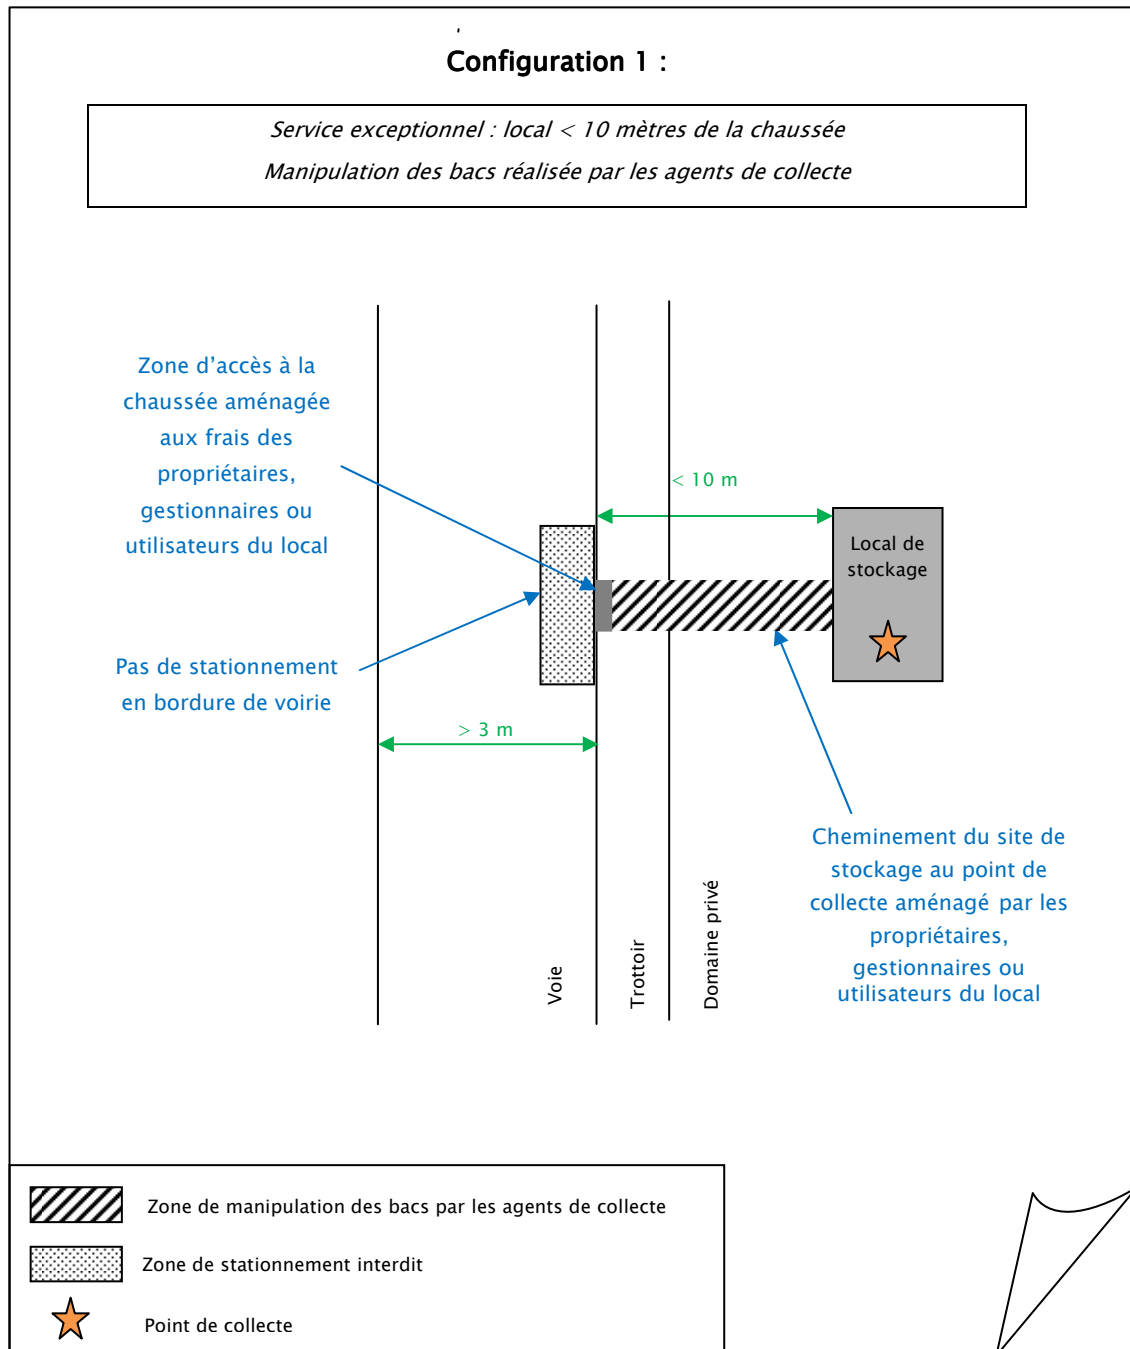 Configuration 1 :
Service exceptionnel : local < 10 mètres de la chaussée
Manipulation des bacs réalisée par les agents de collecte
Zone d’accès à la
chaussée aménagée
aux frais des
propriétaires,
gestionnaires ou
utilisateurs du local
< 10 m
Local de
stockage
Pas de stationnement
en bordure de voirie
> 3 m
Cheminement du site de
stockage au point de
collecte aménagé par les
propriétaires,
gestionnaires ou
utilisateurs du local
Voie
Trottoir
Domaine privé
Zone de manipulation des bacs par les agents de collecte
Zone de stationnement interdit
Point de collecte